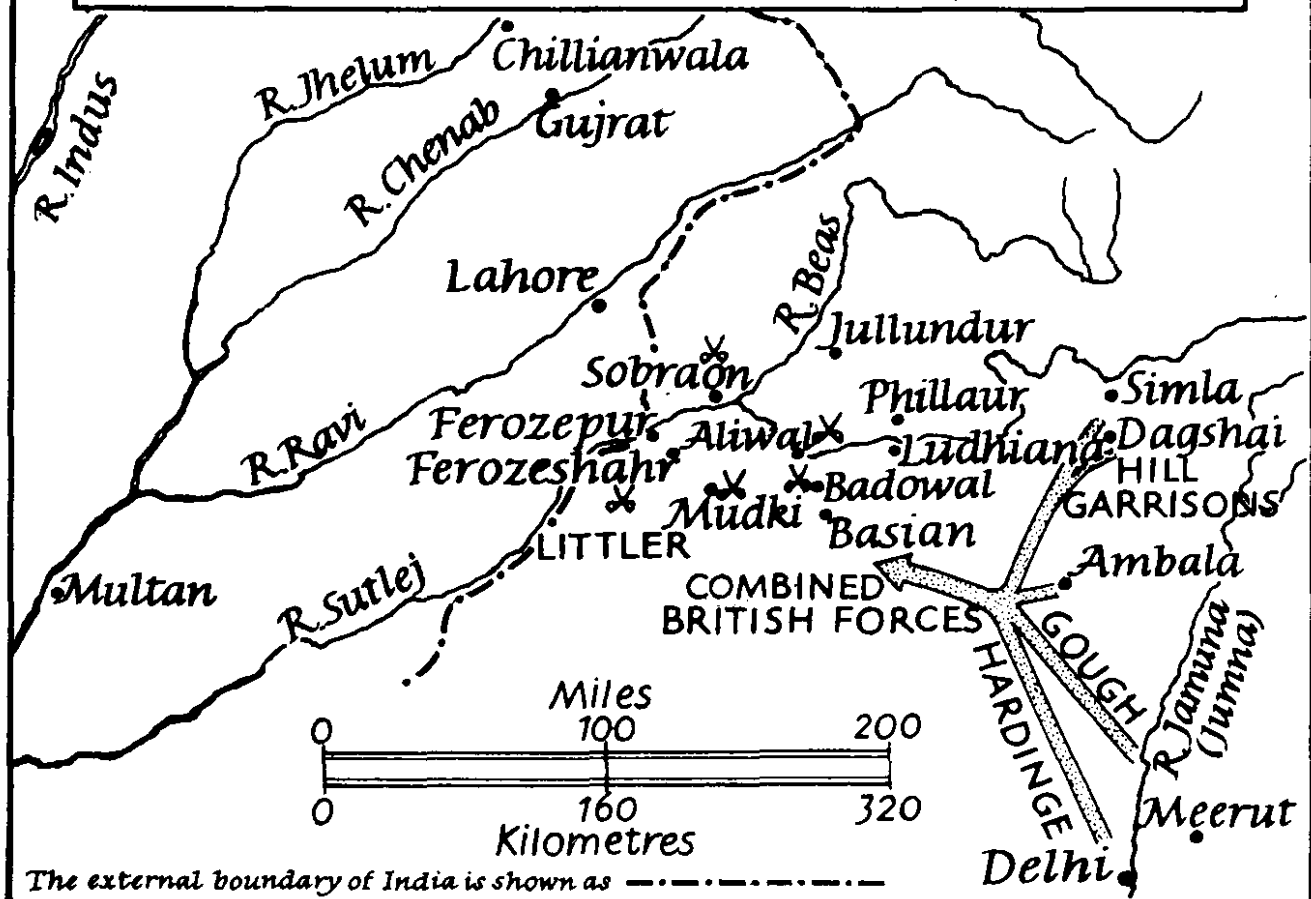 R. Jhelum
Chillianwala
R. Indus
R. Chenab
Gujrat
Lahore
R. Beas
Jullundur
Sobraon
Simla
Phillaur
Ferozepur
Aliwal
Dagshai
Ludhiana
R. Ravi
Ferozeshahr
HILL
GARRISONS
Badowal
Mudki
Basian
LITTLER
Ambala
Multan
R. Sutlej
COMBINED
BRITISH FORCES
GOUGH
HARDINGE
R. Jamuna
(Jumna)
Miles
0 100 200
0 160 320
Kilometres
Meerut
Delhi
The external boundary of India is shown as